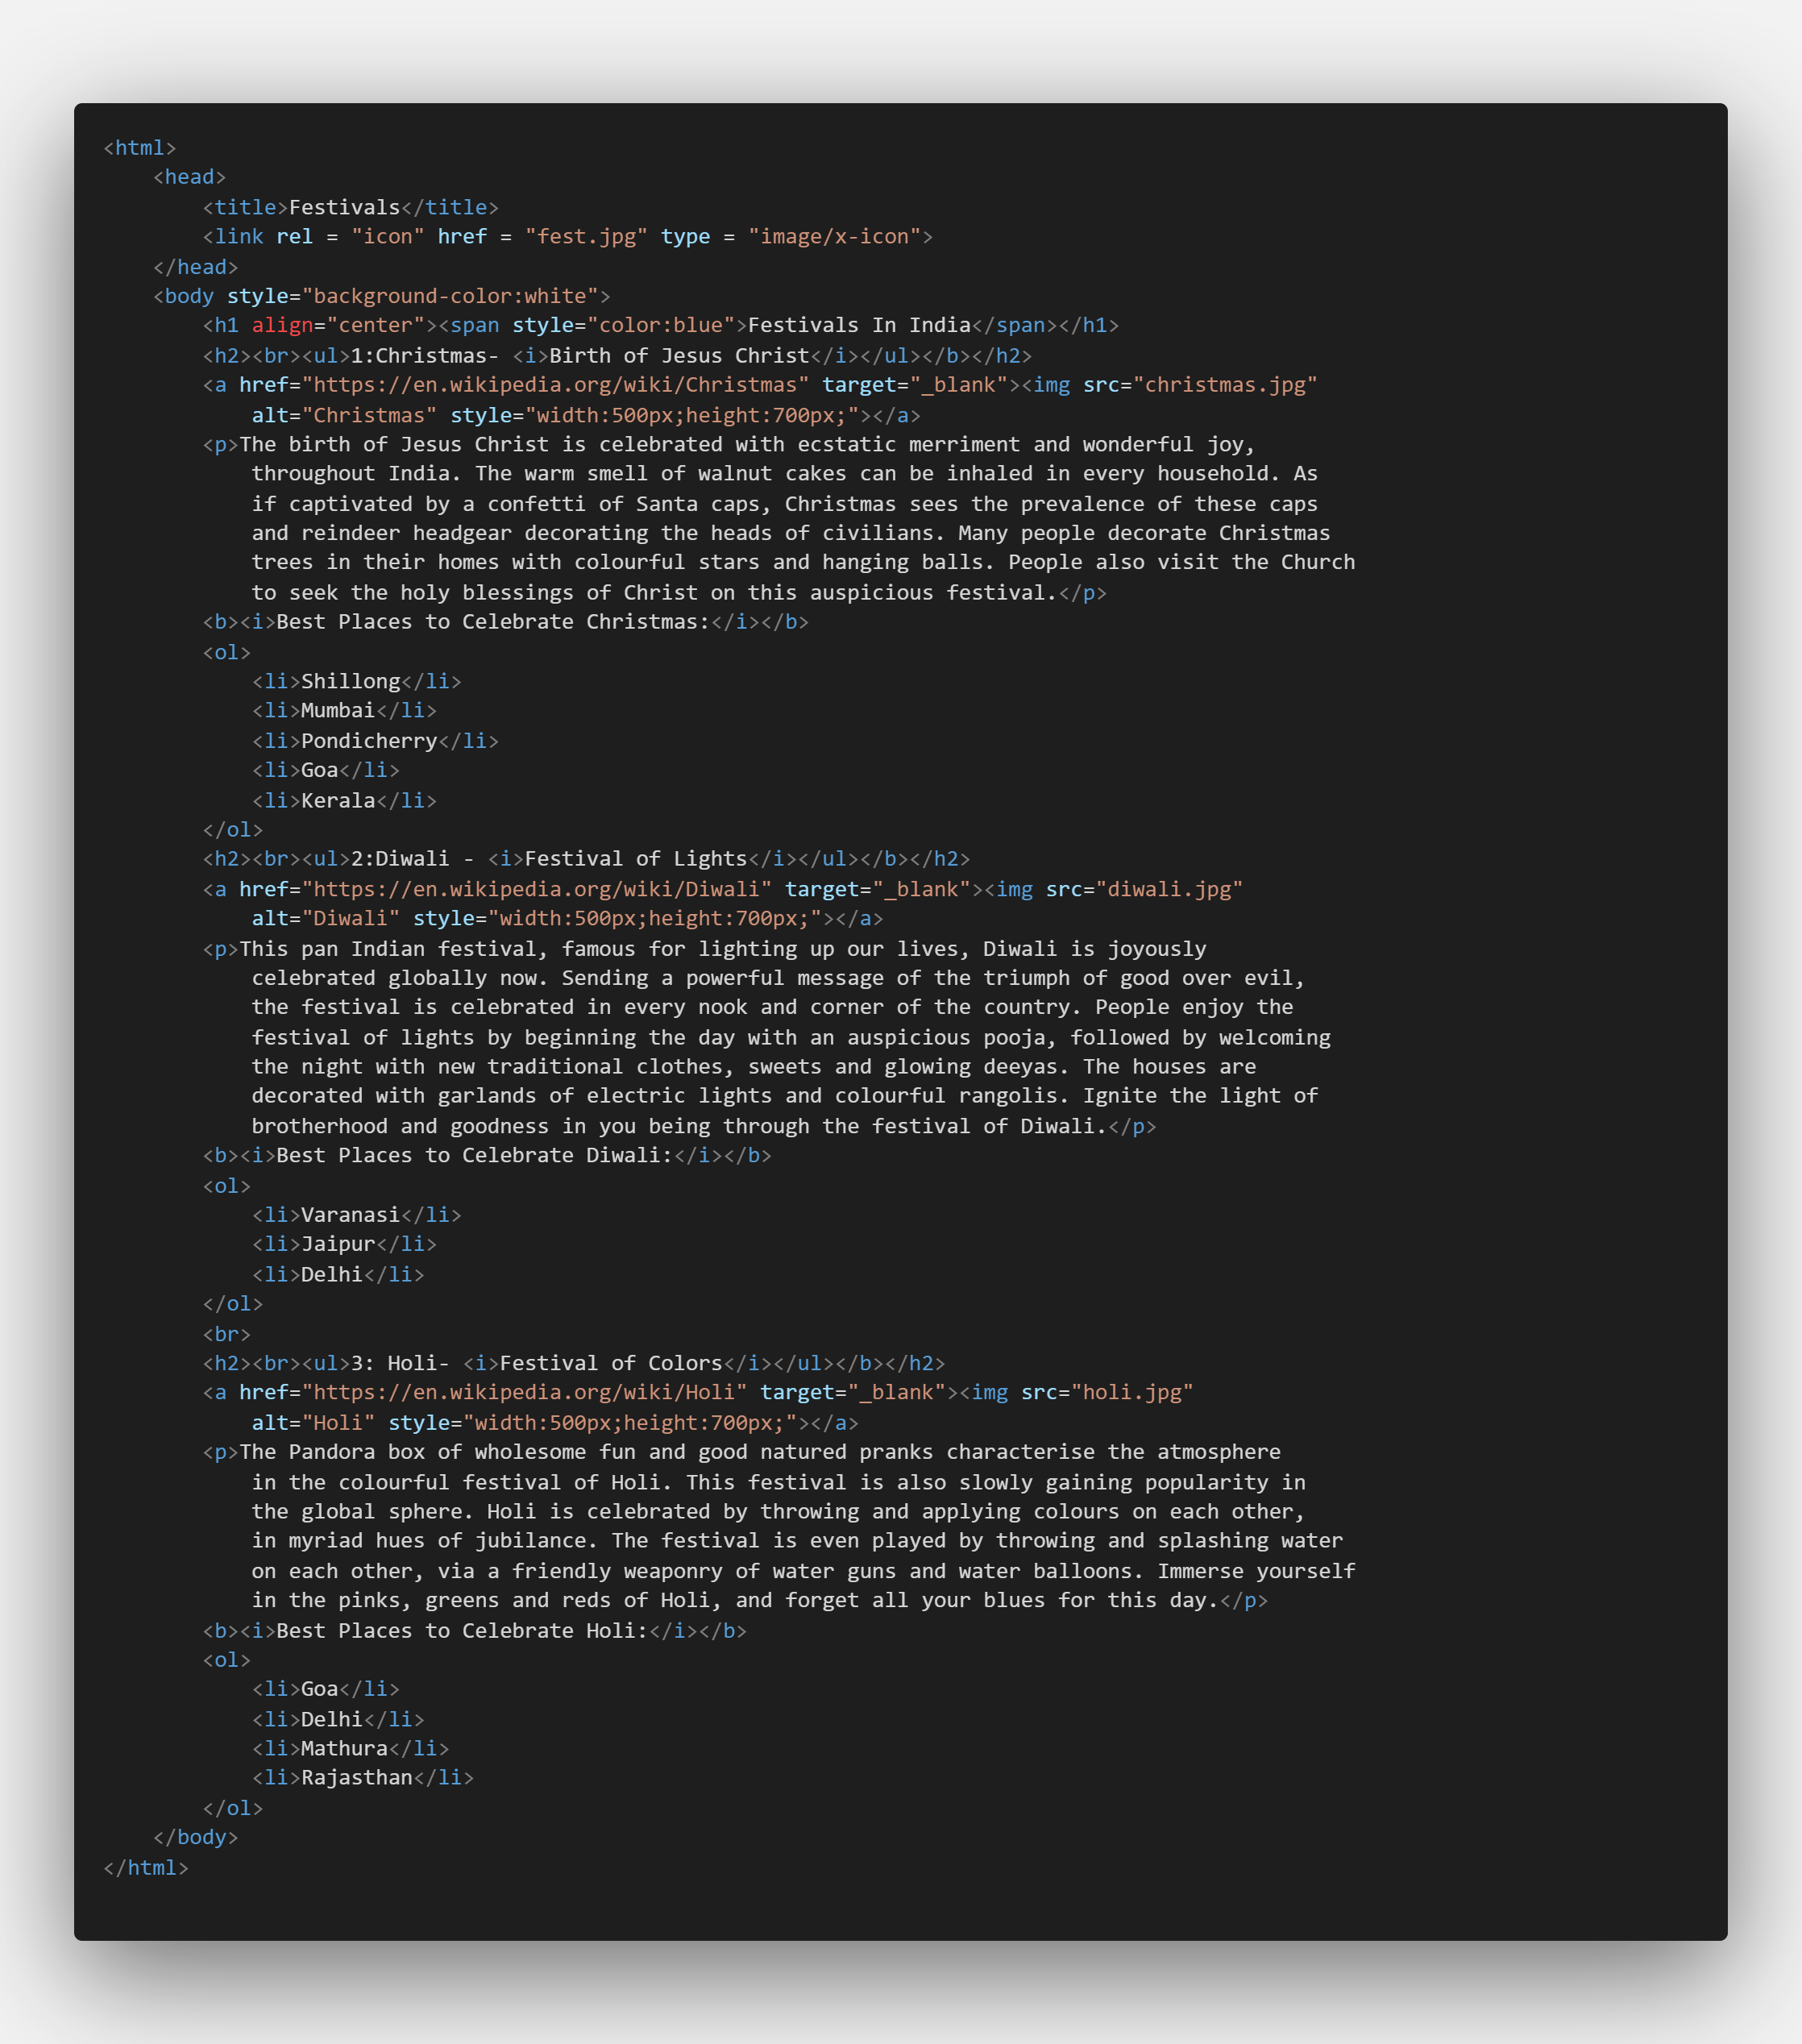 <html>
    <head>
        <title>Festivals</title>
        <link rel = "icon" href = "fest.jpg" type = "image/x-icon">
    </head>
    <body style="background-color:white">
        <h1 align="center"><span style="color:blue">Festivals In India</span></h1>
        <h2><br><ul>1:Christmas- <i>Birth of Jesus Christ</i></ul></b></h2>
        <a href="https://en.wikipedia.org/wiki/Christmas" target="_blank"><img src="christmas.jpg"
            alt="Christmas" style="width:500px;height:700px;"></a>
        <p>The birth of Jesus Christ is celebrated with ecstatic merriment and wonderful joy,
            throughout India. The warm smell of walnut cakes can be inhaled in every household. As
            if captivated by a confetti of Santa caps, Christmas sees the prevalence of these caps
            and reindeer headgear decorating the heads of civilians. Many people decorate Christmas
            trees in their homes with colourful stars and hanging balls. People also visit the Church
            to seek the holy blessings of Christ on this auspicious festival.</p>
        <b><i>Best Places to Celebrate Christmas:</i></b>
        <ol>
            <li>Shillong</li>
            <li>Mumbai</li>
            <li>Pondicherry</li>
            <li>Goa</li>
            <li>Kerala</li>
        </ol>
        <h2><br><ul>2:Diwali - <i>Festival of Lights</i></ul></b></h2>
        <a href="https://en.wikipedia.org/wiki/Diwali" target="_blank"><img src="diwali.jpg"
            alt="Diwali" style="width:500px;height:700px;"></a>
        <p>This pan Indian festival, famous for lighting up our lives, Diwali is joyously
            celebrated globally now. Sending a powerful message of the triumph of good over evil,
            the festival is celebrated in every nook and corner of the country. People enjoy the
            festival of lights by beginning the day with an auspicious pooja, followed by welcoming
            the night with new traditional clothes, sweets and glowing deeyas. The houses are
            decorated with garlands of electric lights and colourful rangolis. Ignite the light of
            brotherhood and goodness in you being through the festival of Diwali.</p>
        <b><i>Best Places to Celebrate Diwali:</i></b>
        <ol>
            <li>Varanasi</li>
            <li>Jaipur</li>
            <li>Delhi</li>
        </ol>
        <br>
        <h2><br><ul>3: Holi- <i>Festival of Colors</i></ul></b></h2>
        <a href="https://en.wikipedia.org/wiki/Holi" target="_blank"><img src="holi.jpg"
            alt="Holi" style="width:500px;height:700px;"></a>
        <p>The Pandora box of wholesome fun and good natured pranks characterise the atmosphere
            in the colourful festival of Holi. This festival is also slowly gaining popularity in
            the global sphere. Holi is celebrated by throwing and applying colours on each other,
            in myriad hues of jubilance. The festival is even played by throwing and splashing water
            on each other, via a friendly weaponry of water guns and water balloons. Immerse yourself
            in the pinks, greens and reds of Holi, and forget all your blues for this day.</p>
        <b><i>Best Places to Celebrate Holi:</i></b>
        <ol>
            <li>Goa</li>
            <li>Delhi</li>
            <li>Mathura</li>
            <li>Rajasthan</li>
        </ol>
    </body>
</html>